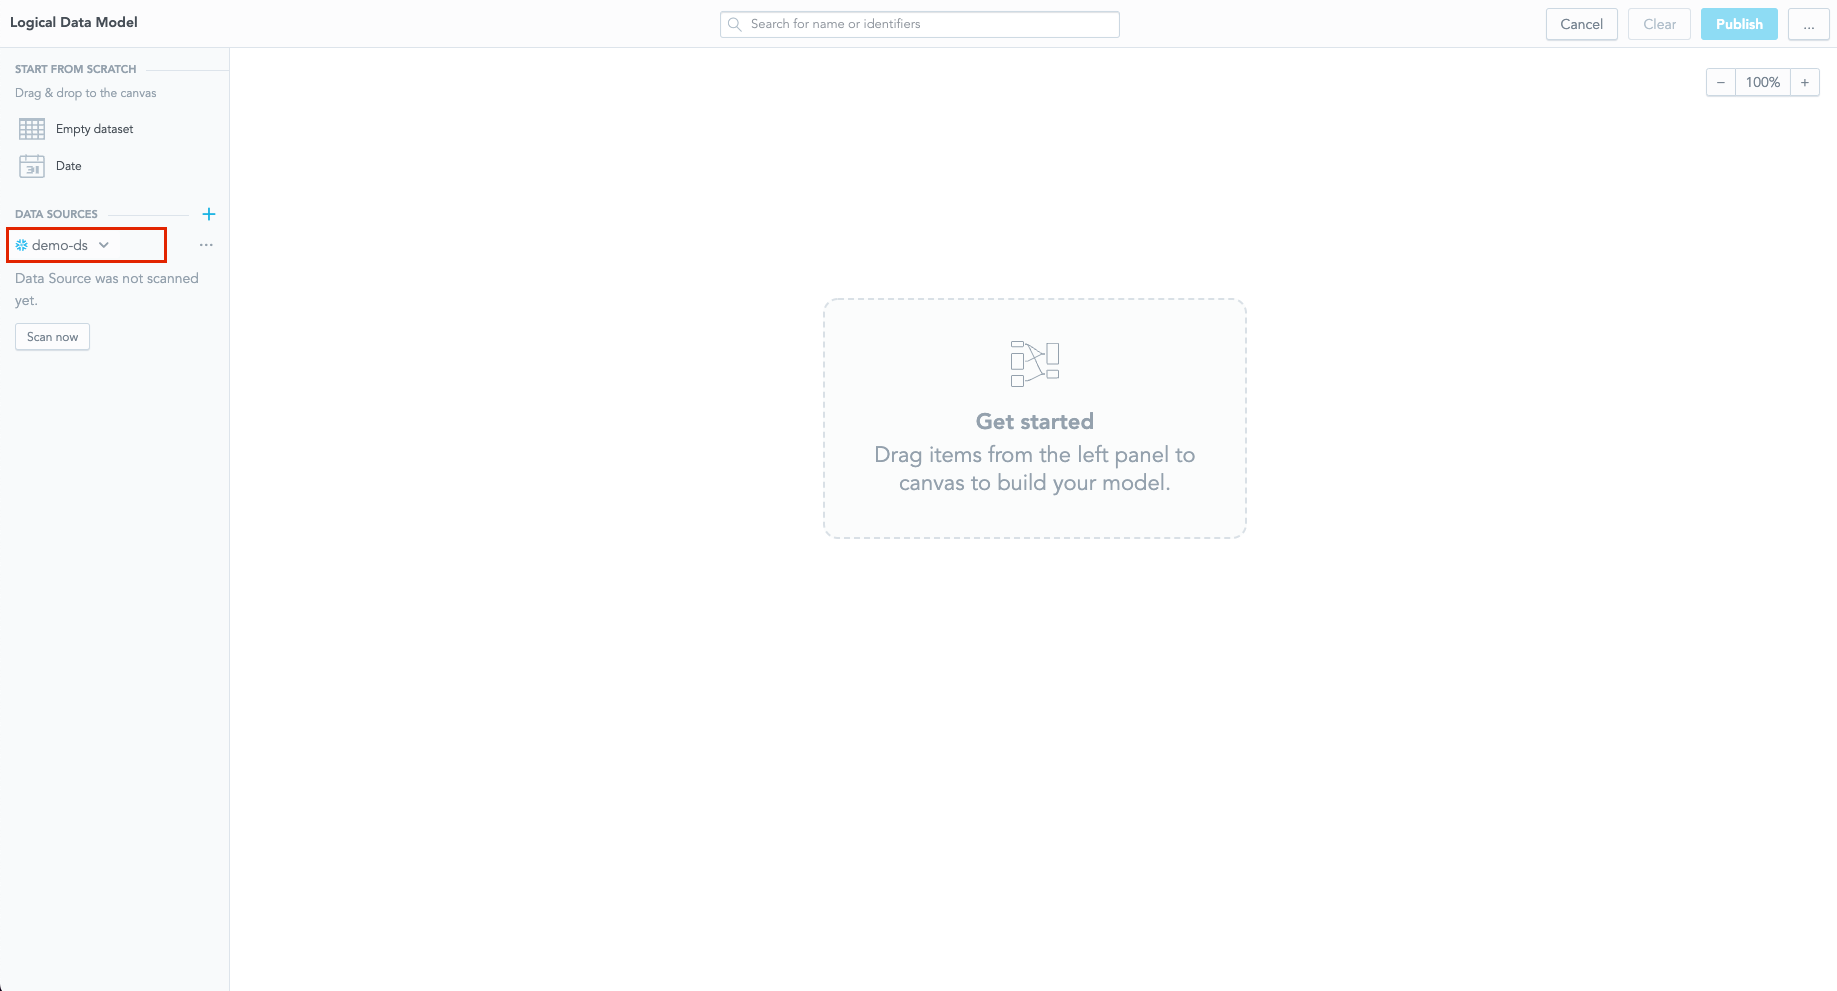 Logical Data Model
Search for name or identifiers
Cancel
Clear
Publish
...
START FROM SCRATCH
Drag & drop to the canvas
Empty dataset
31
Date
DATA SOURCES
+
demo-ds
...
Data Source was not scanned
yet.
Scan now
− 100% +
Get started
Drag items from the left panel to
canvas to build your model.